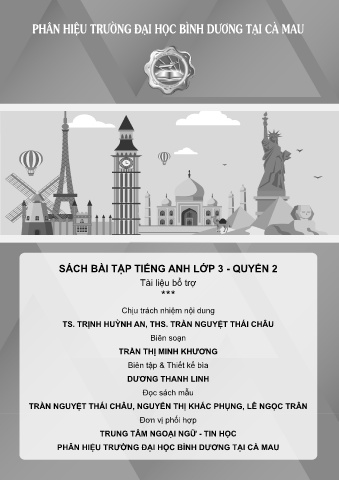 PHÂN HIỆU TRƯỜNG ĐẠI HỌC BÌNH DƯƠNG TẠI CÀ MAU
SÁCH BÀI TẬP TIẾNG ANH LỚP 3 - QUYỂN 2
Tài liệu bổ trợ
***
Chịu trách nhiệm nội dung
TS. TRỊNH HUỲNH AN, THS. TRẦN NGUYỆT THÁI CHÂU
Biên soạn
TRẦN THỊ MINH KHƯƠNG
Biên tập & Thiết kế bìa
DƯƠNG THANH LINH
Đọc sách mẫu
TRẦN NGUYỆT THÁI CHÂU, NGUYỄN THỊ KHẮC PHỤNG, LÊ NGỌC TRÂN
Đơn vị phối hợp
TRUNG TÂM NGOẠI NGỮ - TIN HỌC
PHÂN HIỆU TRƯỜNG ĐẠI HỌC BÌNH DƯƠNG TẠI CÀ MAU